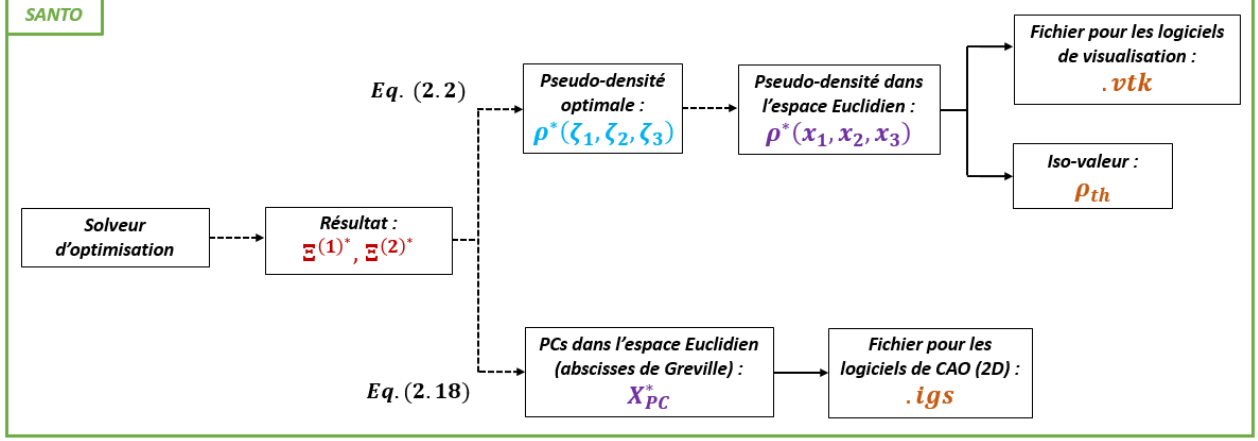 SANTO
Fichier pour les logiciels
de visualisation :
.vtk
Eq. (2.2)
Pseudo-densité
optimale :
ρ*(ζ₁, ζ₂, ζ₃)
Pseudo-densité dans
l’espace Euclidien :
ρ*(x₁, x₂, x₃)
Iso-valeur :
ρₜₕ
Solveur
d’optimisation
Résultat :
Ξ⁽¹⁾*, Ξ⁽²⁾*
PCs dans l’espace Euclidien
(abscisses de Greville) :
X*_PC
Fichier pour les
logiciels de CAO (2D) :
.igs
Eq. (2.18)